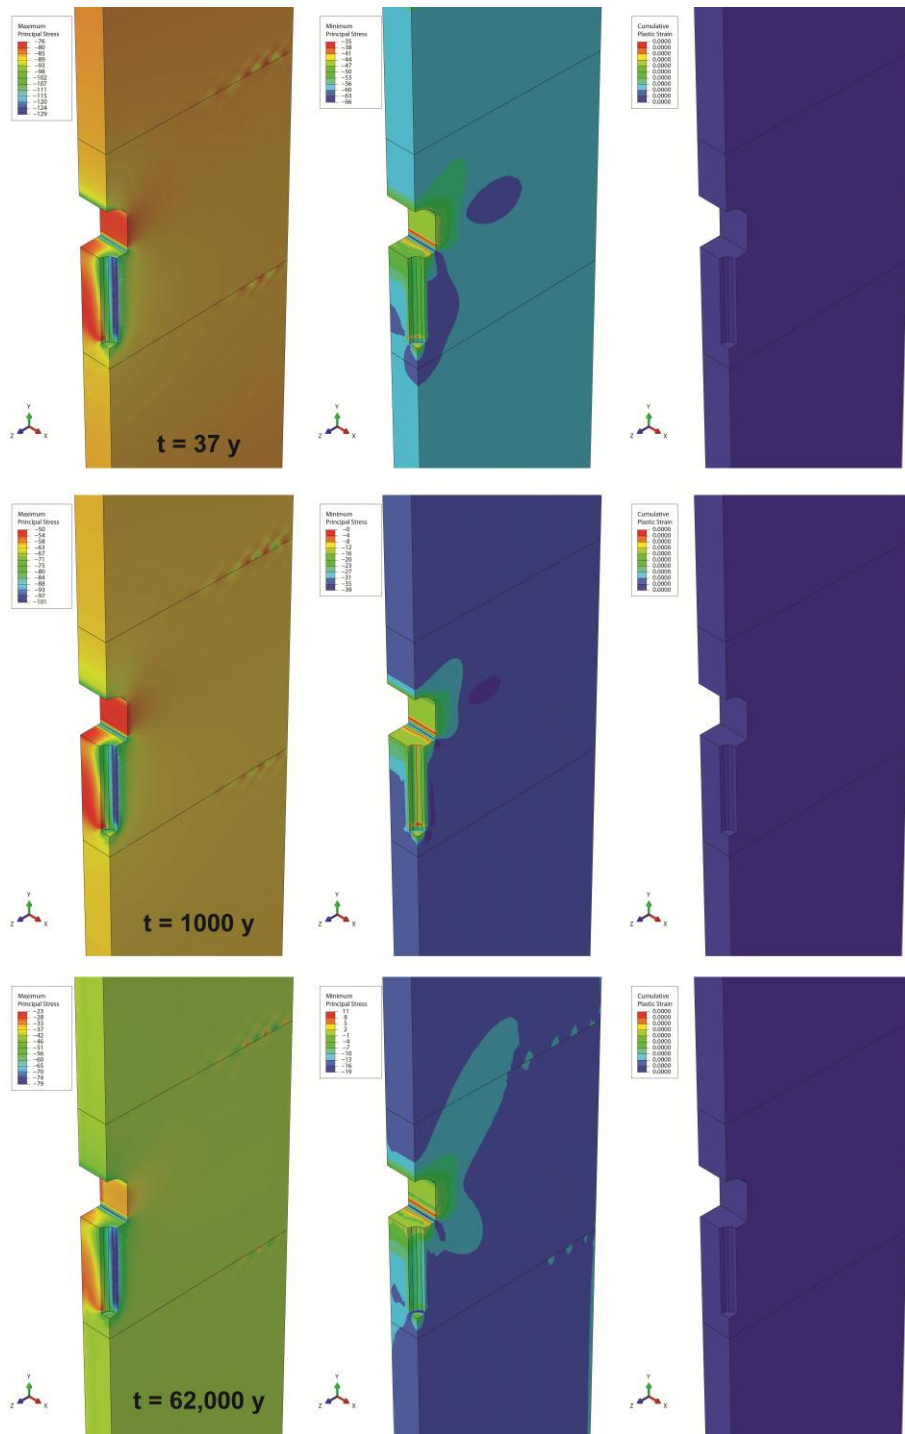 Maximum
Principal Stress
−76
−80
−85
−89
−93
−98
−102
−107
−111
−115
−120
−124
−129
Y
Z
X
t = 37 y
Minimum
Principal Stress
−35
−38
−41
−44
−47
−50
−53
−56
−60
−63
−66
Y
Z
X
Cumulative
Plastic Strain
0.0000
0.0000
0.0000
0.0000
0.0000
0.0000
0.0000
0.0000
0.0000
0.0000
0.0000
Y
Z
X
Maximum
Principal Stress
−50
−54
−58
−63
−67
−71
−75
−80
−84
−88
−93
−97
−101
Y
Z
X
t = 1000 y
Minimum
Principal Stress
−0
−4
−8
−12
−16
−20
−23
−27
−31
−35
−39
Y
Z
X
Cumulative
Plastic Strain
0.0000
0.0000
0.0000
0.0000
0.0000
0.0000
0.0000
0.0000
0.0000
0.0000
0.0000
Y
Z
X
Maximum
Principal Stress
−23
−28
−33
−37
−42
−46
−51
−56
−60
−65
−70
−74
−79
Y
Z
X
t = 62,000 y
Minimum
Principal Stress
11
8
5
2
−1
−4
−7
−10
−13
−16
−19
Y
Z
X
Cumulative
Plastic Strain
0.0000
0.0000
0.0000
0.0000
0.0000
0.0000
0.0000
0.0000
0.0000
0.0000
0.0000
Y
Z
X